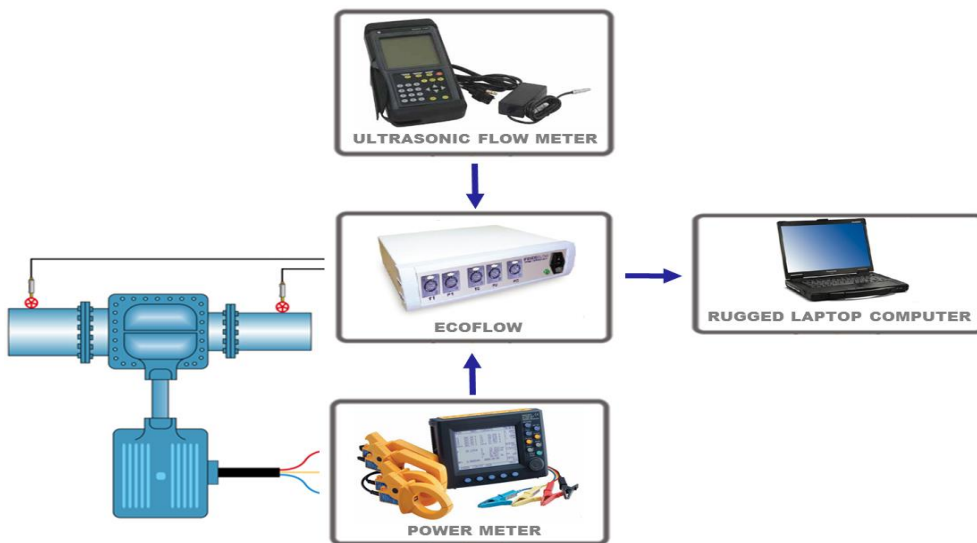 ULTRASONIC FLOW METER
ECOFLOW
RUGGED LAPTOP COMPUTER
POWER METER